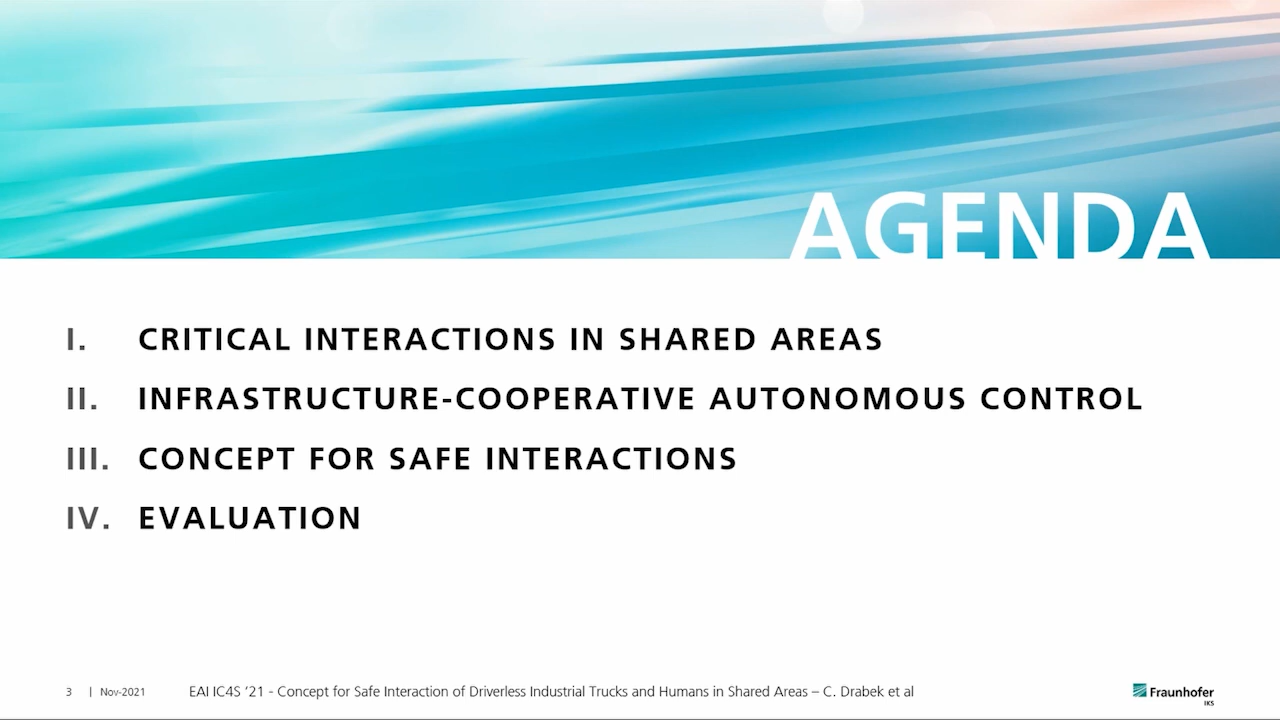 AGENDA
I. CRITICAL INTERACTIONS IN SHARED AREAS
II. INFRASTRUCTURE-COOPERATIVE AUTONOMOUS CONTROL
III. CONCEPT FOR SAFE INTERACTIONS
IV. EVALUATION
3 | Nov-2021 EAI IC4S ’21 - Concept for Safe Interaction of Driverless Industrial Trucks and Humans in Shared Areas – C. Drabek et al
Fraunhofer
IKS